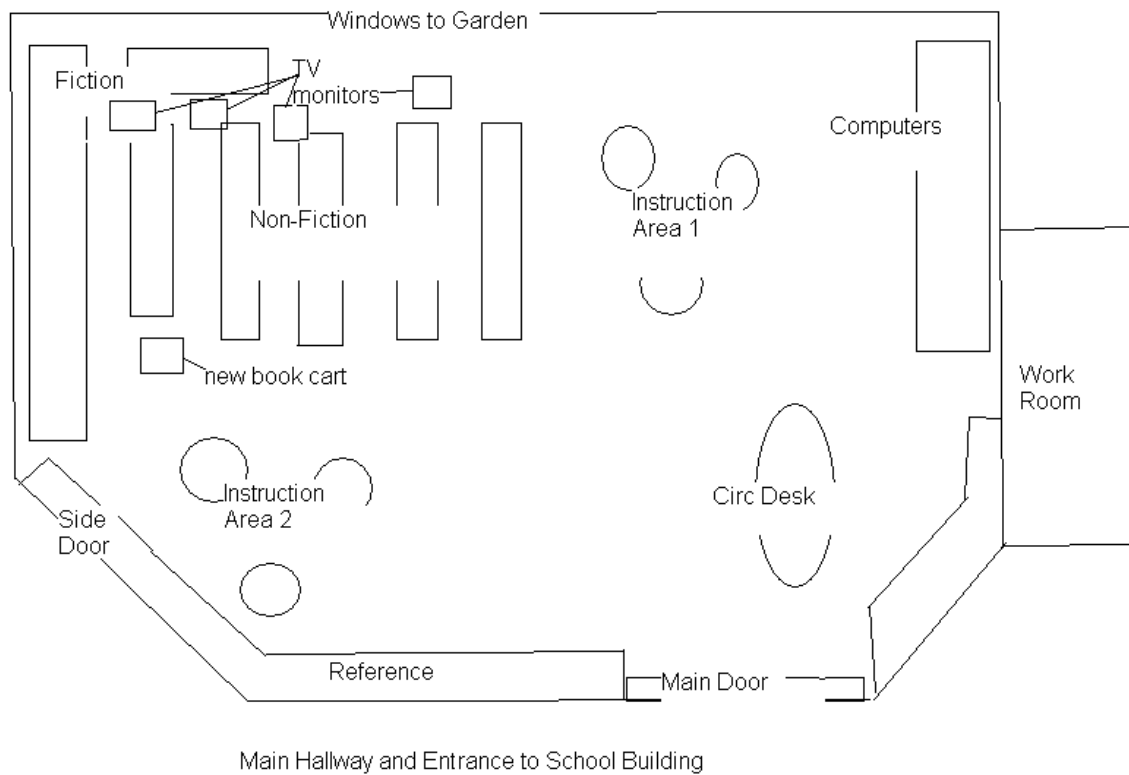 Windows to Garden
Fiction
TV
monitors
Computers
Instruction
Area 1
Non-Fiction
new book cart
Work
Room
Instruction
Area 2
Circ Desk
Side
Door
Reference
Main Door
Main Hallway and Entrance to School Building